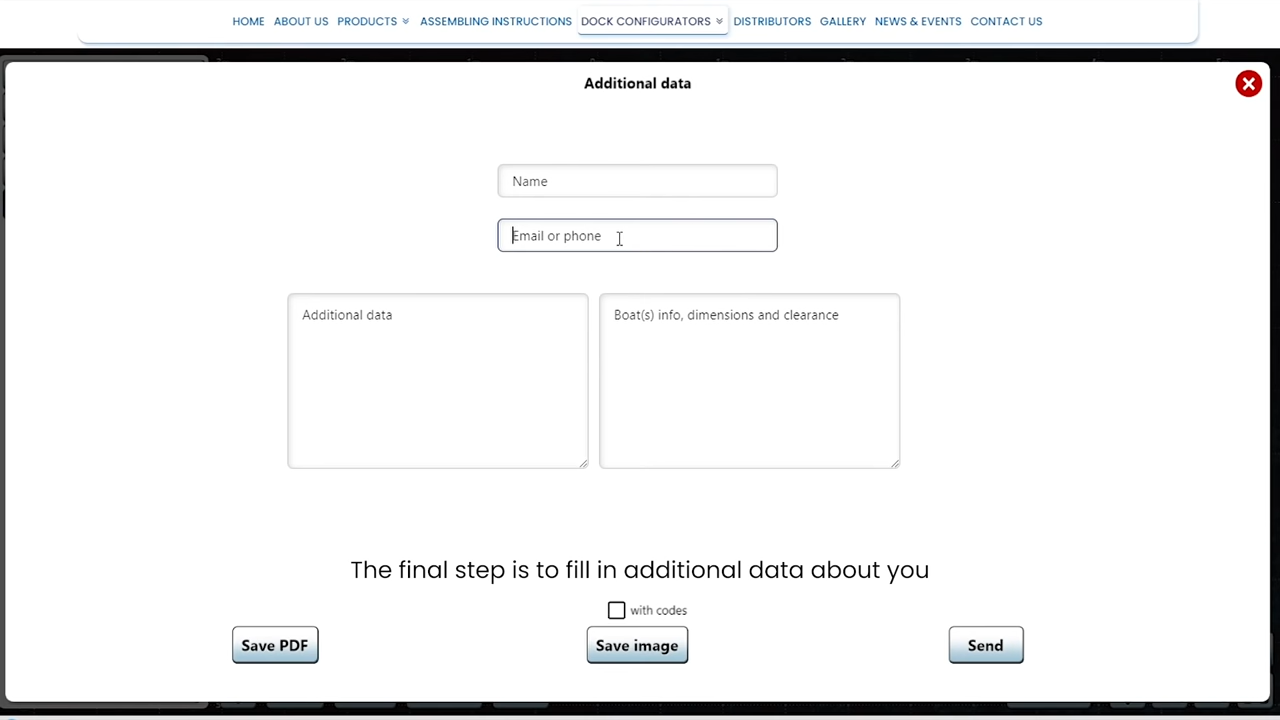 HOME ABOUT US PRODUCTS ASSEMBLING INSTRUCTIONS DOCK CONFIGURATORS DISTRIBUTORS GALLERY NEWS & EVENTS CONTACT US
Additional data
Name
Email or phone
Additional data
Boat(s) info, dimensions and clearance
The final step is to fill in additional data about you
with codes
Save PDF
Save image
Send